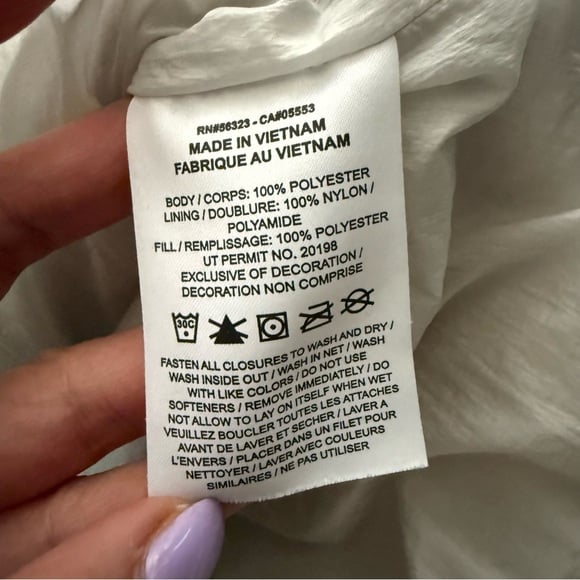 RN#56323 - CA#05553
MADE IN VIETNAM
FABRIQUE AU VIETNAM
BODY / CORPS: 100% POLYESTER
LINING / DOUBLURE: 100% NYLON /
POLYAMIDE
FILL / REMPLISSAGE: 100% POLYESTER
UT PERMIT NO. 20198
EXCLUSIVE OF DECORATION /
DECORATION NON COMPRISE
30C
FASTEN ALL CLOSURES TO WASH AND DRY /
WASH INSIDE OUT / WASH IN NET / WASH
WITH LIKE COLORS / DO NOT USE
SOFTENERS / REMOVE IMMEDIATELY / DO
NOT ALLOW TO LAY ON ITSELF WHEN WET
VEUILLEZ BOUCLER TOUTES LES ATTACHES
AVANT DE LAVER ET SECHER / LAVER A
L'ENVERS / PLACER DANS UN FILET POUR
NETTOYER / LAVER AVEC COULEURS
SIMILAIRES / NE PAS UTILISER